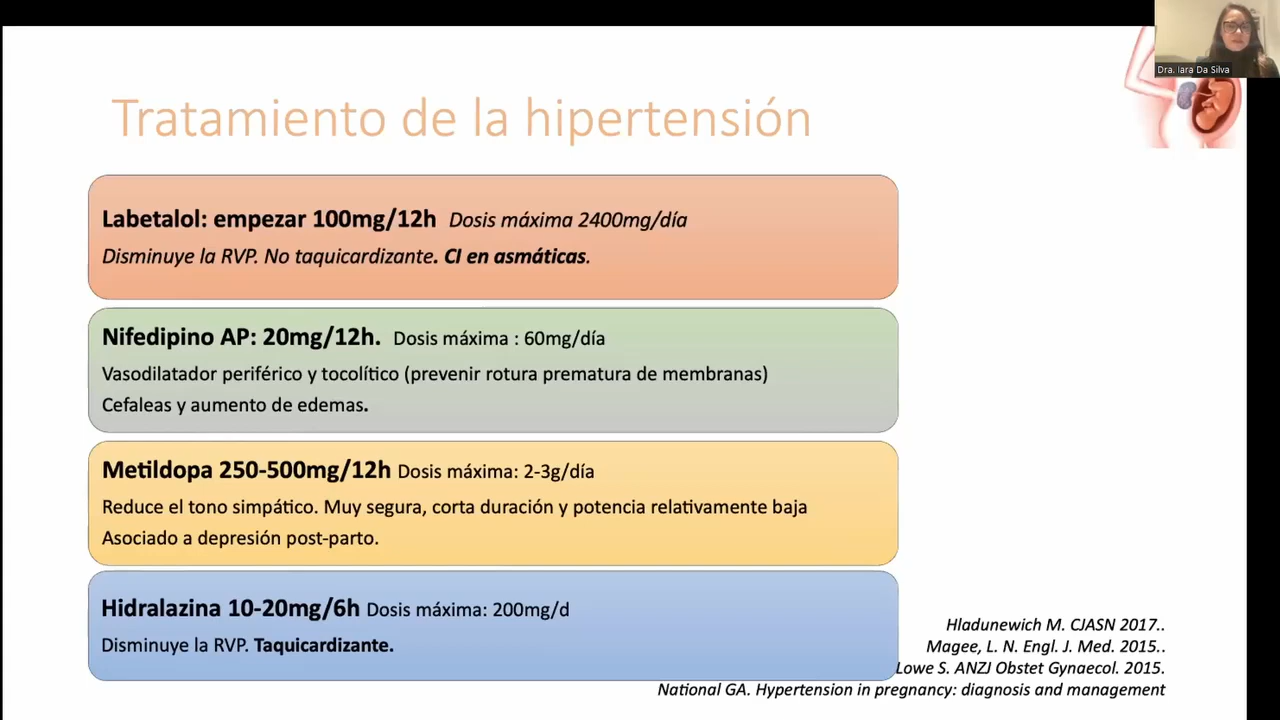 Dra. Iara Da Silva
Tratamiento de la hipertensión
Labetalol: empezar 100mg/12h Dosis máxima 2400mg/día
Disminuye la RVP. No taquicardizante. CI en asmáticas.
Nifedipino AP: 20mg/12h. Dosis máxima : 60mg/día
Vasodilatador periférico y tocolítico (prevenir rotura prematura de membranas)
Cefaleas y aumento de edemas.
Metildopa 250-500mg/12h Dosis máxima: 2-3g/día
Reduce el tono simpático. Muy segura, corta duración y potencia relativamente baja
Asociado a depresión post-parto.
Hidralazina 10-20mg/6h Dosis máxima: 200mg/d
Disminuye la RVP. Taquicardizante.
Hladunewich M. CJASN 2017..
Magee, L. N. Engl. J. Med. 2015..
Lowe S. ANZJ Obstet Gynaecol. 2015.
National GA. Hypertension in pregnancy: diagnosis and management